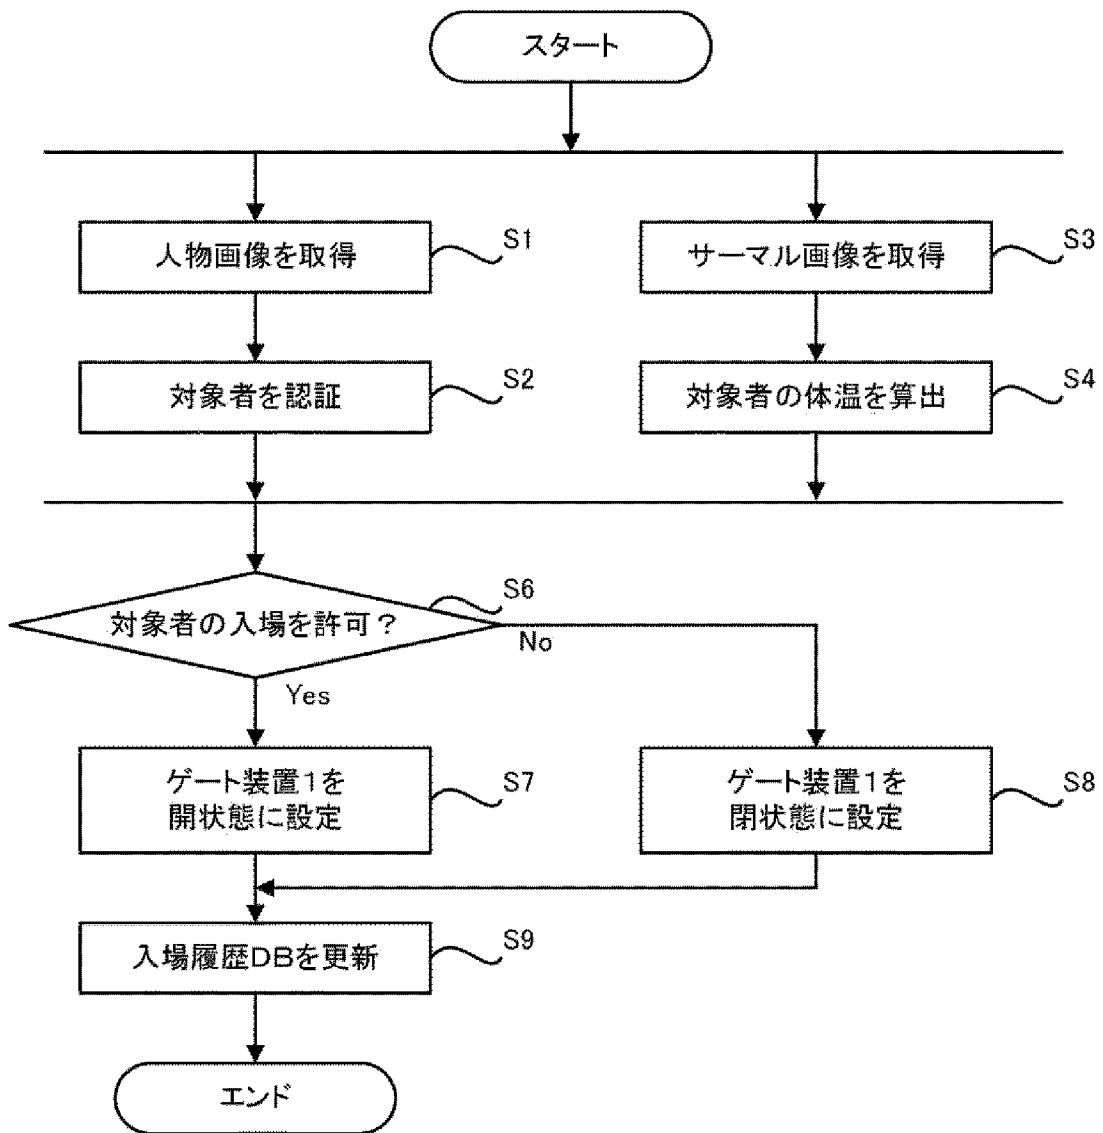 スタート
人物画像を取得
S1
サーマル画像を取得
S3
対象者を認証
S2
対象者の体温を算出
S4
対象者の入場を許可?
S6
No
Yes
ゲート装置1を
開状態に設定
S7
ゲート装置1を
閉状態に設定
S8
入場履歴DBを更新
S9
エンド